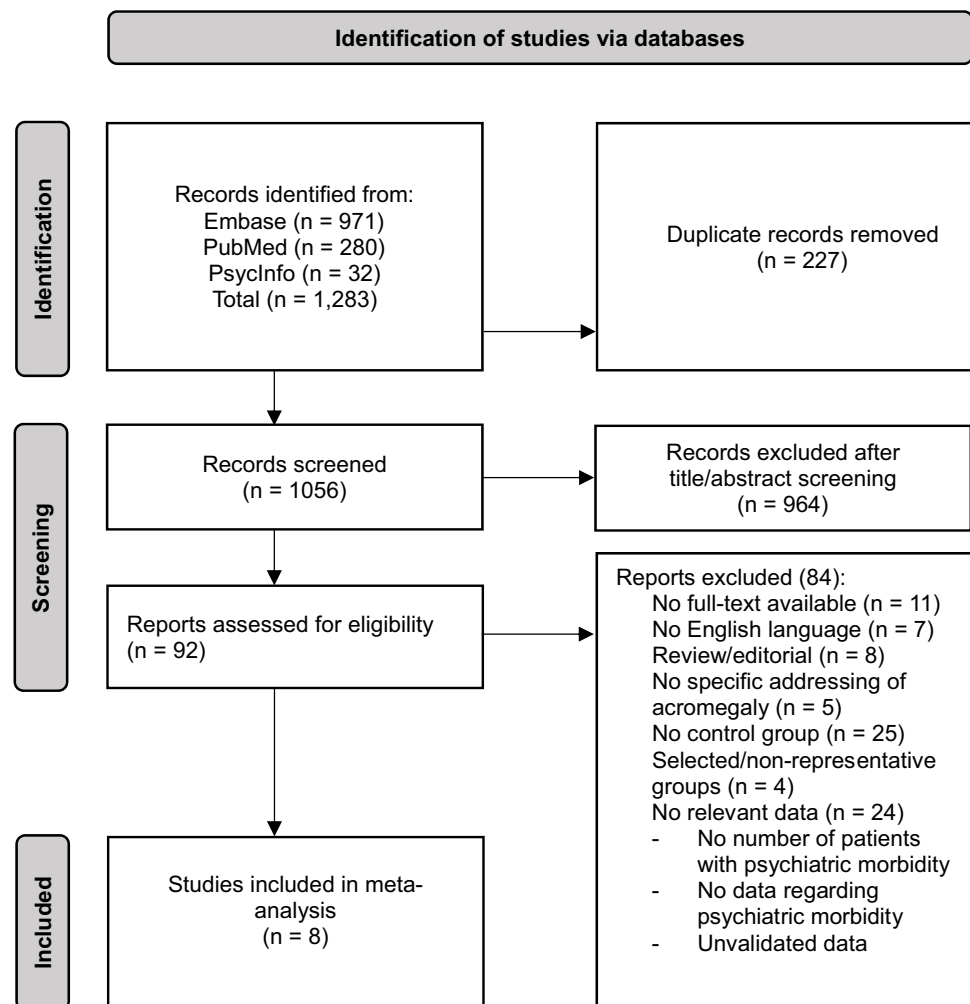 Identification of studies via databases
Identification
Records identified from:
Embase (n = 971)
PubMed (n = 280)
PsycInfo (n = 32)
Total (n = 1,283)
Duplicate records removed
(n = 227)
Screening
Records screened
(n = 1056)
Records excluded after
title/abstract screening
(n = 964)
Reports assessed for eligibility
(n = 92)
Reports excluded (84):
No full-text available (n = 11)
No English language (n = 7)
Review/editorial (n = 8)
No specific addressing of
acromegaly (n = 5)
No control group (n = 25)
Selected/non-representative
groups (n = 4)
No relevant data (n = 24)
- No number of patients
with psychiatric morbidity
- No data regarding
psychiatric morbidity
- Unvalidated data
Included
Studies included in meta-
analysis
(n = 8)